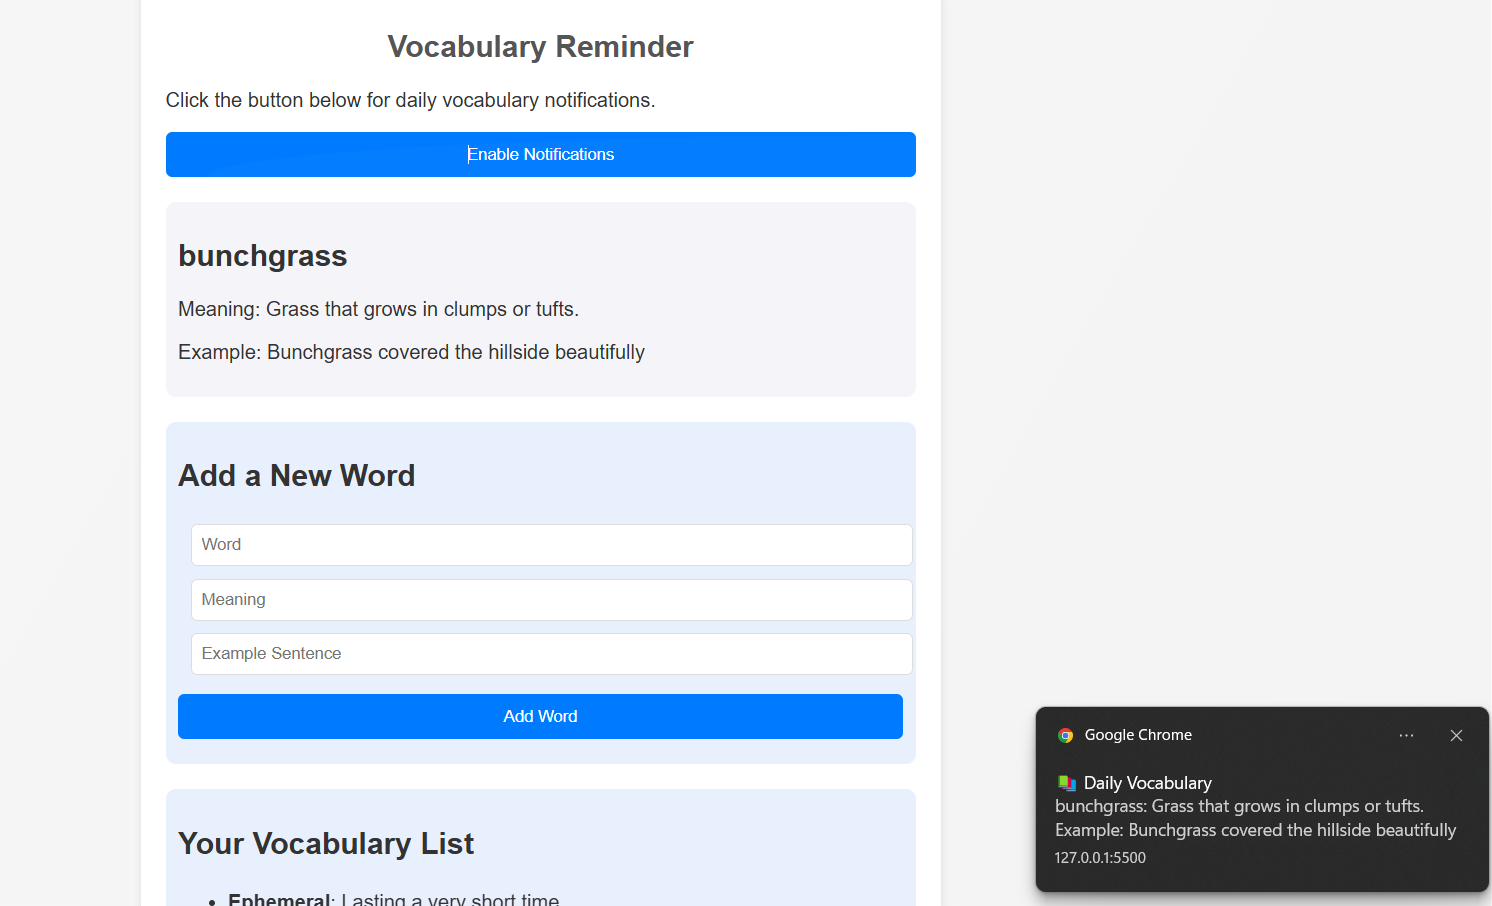 Vocabulary Reminder
Click the button below for daily vocabulary notifications.
Enable Notifications
bunchgrass
Meaning: Grass that grows in clumps or tufts.
Example: Bunchgrass covered the hillside beautifully
Add a New Word
Word
Meaning
Example Sentence
Add Word
Your Vocabulary List
• Ephemeral: Lasting a very short time
Google Chrome
Daily Vocabulary
bunchgrass: Grass that grows in clumps or tufts.
Example: Bunchgrass covered the hillside beautifully
127.0.0.1:5500